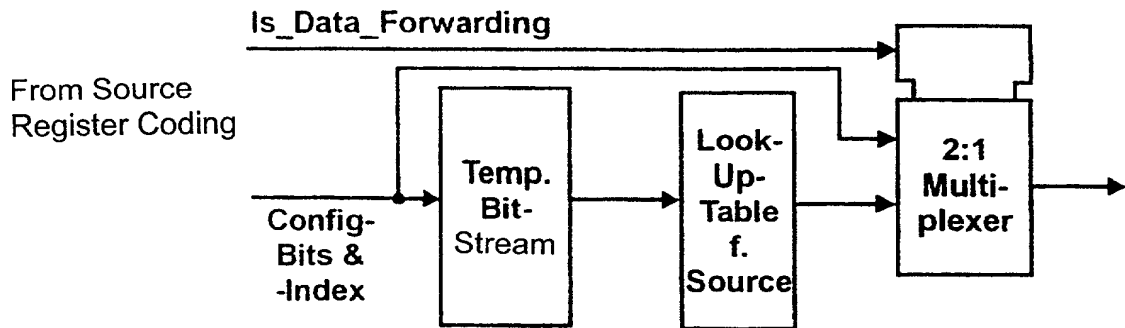 Is_Data_Forwarding
From Source
Register Coding
Config-
Bits &
-Index
Temp.
Bit-
Stream
Look-
Up-
Table
f.
Source
2:1
Multi-
plexer